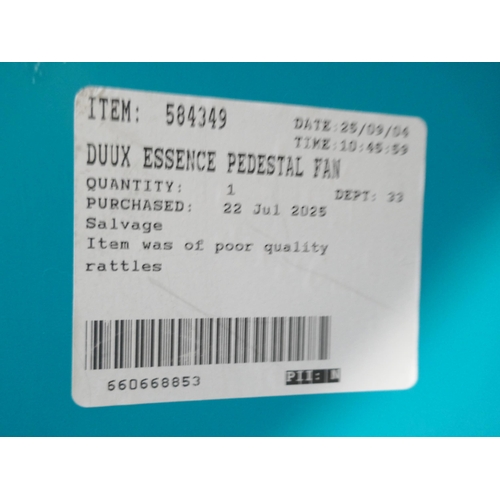 ITEM: 584349
DATE:25/09/04
TIME:10:45:59
DUUX ESSENCE PEDESTAL FAN
QUANTITY: 1
DEPT: 33
PURCHASED: 22 Jul 2025
Salvage
Item was of poor quality
rattles
660668853
PII: N